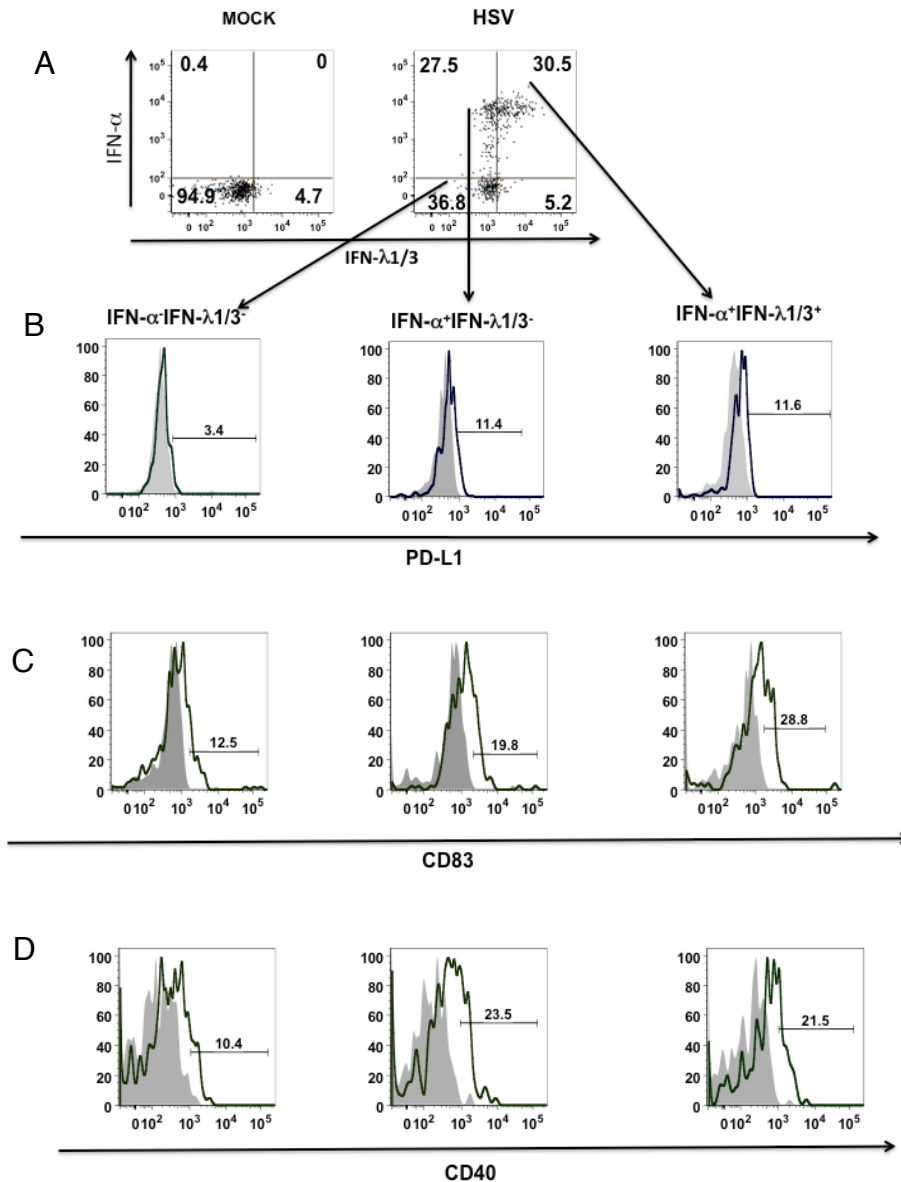 MOCK HSV
A
IFN-α
10⁵ 10⁴ 10³ 10² 0
0.4 0
94.9 4.7
0 10² 10³ 10⁴ 10⁵
10⁵ 10⁴ 10³ 10² 0
27.5 30.5
36.8 5.2
0 10² 10³ 10⁴ 10⁵
IFN-λ1/3
B
IFN-α⁻IFN-λ1/3⁻ IFN-α⁺IFN-λ1/3⁻ IFN-α⁺IFN-λ1/3⁺
100 80 60 40 20 0
3.4
0 10² 10³ 10⁴ 10⁵
100 80 60 40 20 0
11.4
0 10² 10³ 10⁴ 10⁵
100 80 60 40 20 0
11.6
0 10² 10³ 10⁴ 10⁵
PD-L1
C
100 80 60 40 20 0
12.5
0 10² 10³ 10⁴ 10⁵
100 80 60 40 20 0
19.8
0 10² 10³ 10⁴ 10⁵
100 80 60 40 20 0
28.8
0 10² 10³ 10⁴ 10⁵
CD83
D
100 80 60 40 20 0
10.4
0 10² 10³ 10⁴ 10⁵
100 80 60 40 20 0
23.5
0 10² 10³ 10⁴ 10⁵
100 80 60 40 20 0
21.5
0 10² 10³ 10⁴ 10⁵
CD40